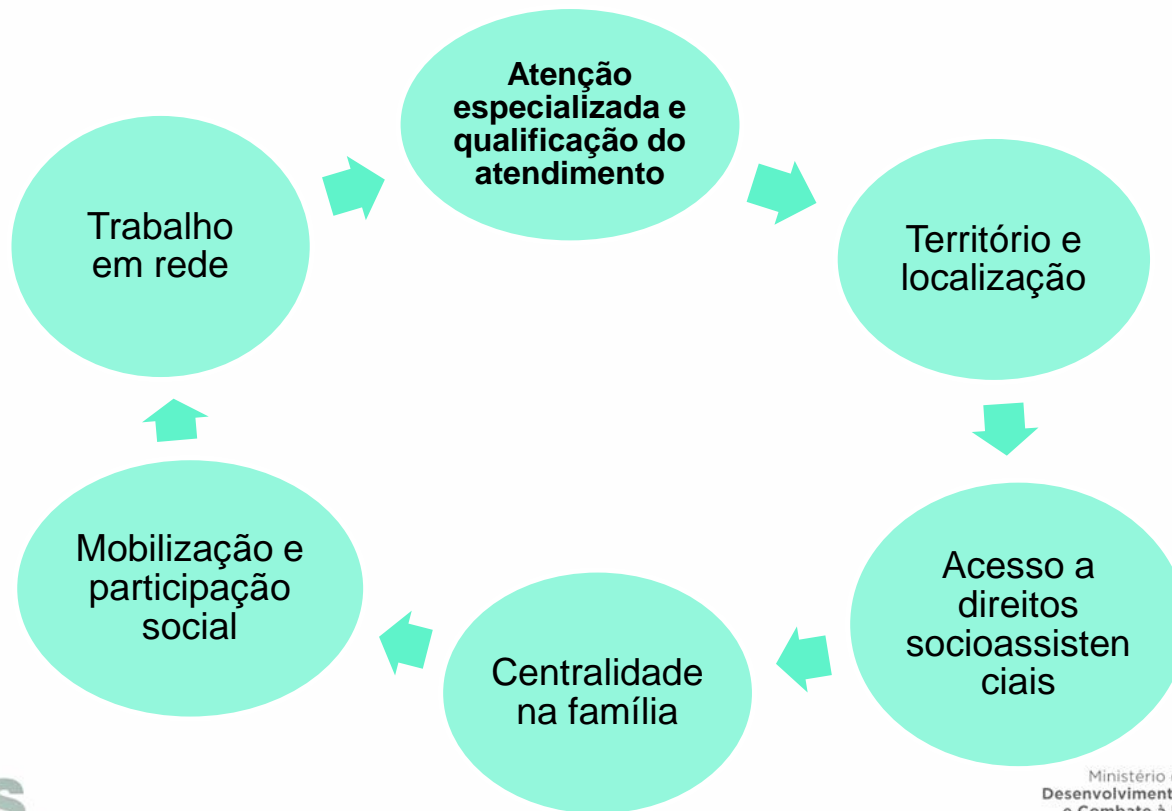 Atenção
especializada e
qualificação do
atendimento
Território e
localização
Acesso a
direitos
socioassisten
ciais
Centralidade
na família
Mobilização e
participação
social
Trabalho
em rede
Ministério
Desenvolviment
e Combate à